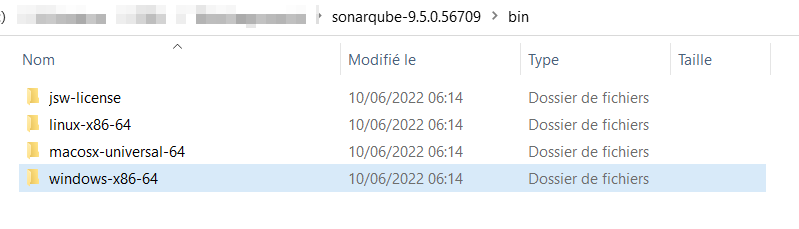 sonarqube-9.5.0.56709 > bin
Nom Modifié le Type Taille
jsw-license 10/06/2022 06:14 Dossier de fichiers
linux-x86-64 10/06/2022 06:14 Dossier de fichiers
macosx-universal-64 10/06/2022 06:14 Dossier de fichiers
windows-x86-64 10/06/2022 06:14 Dossier de fichiers